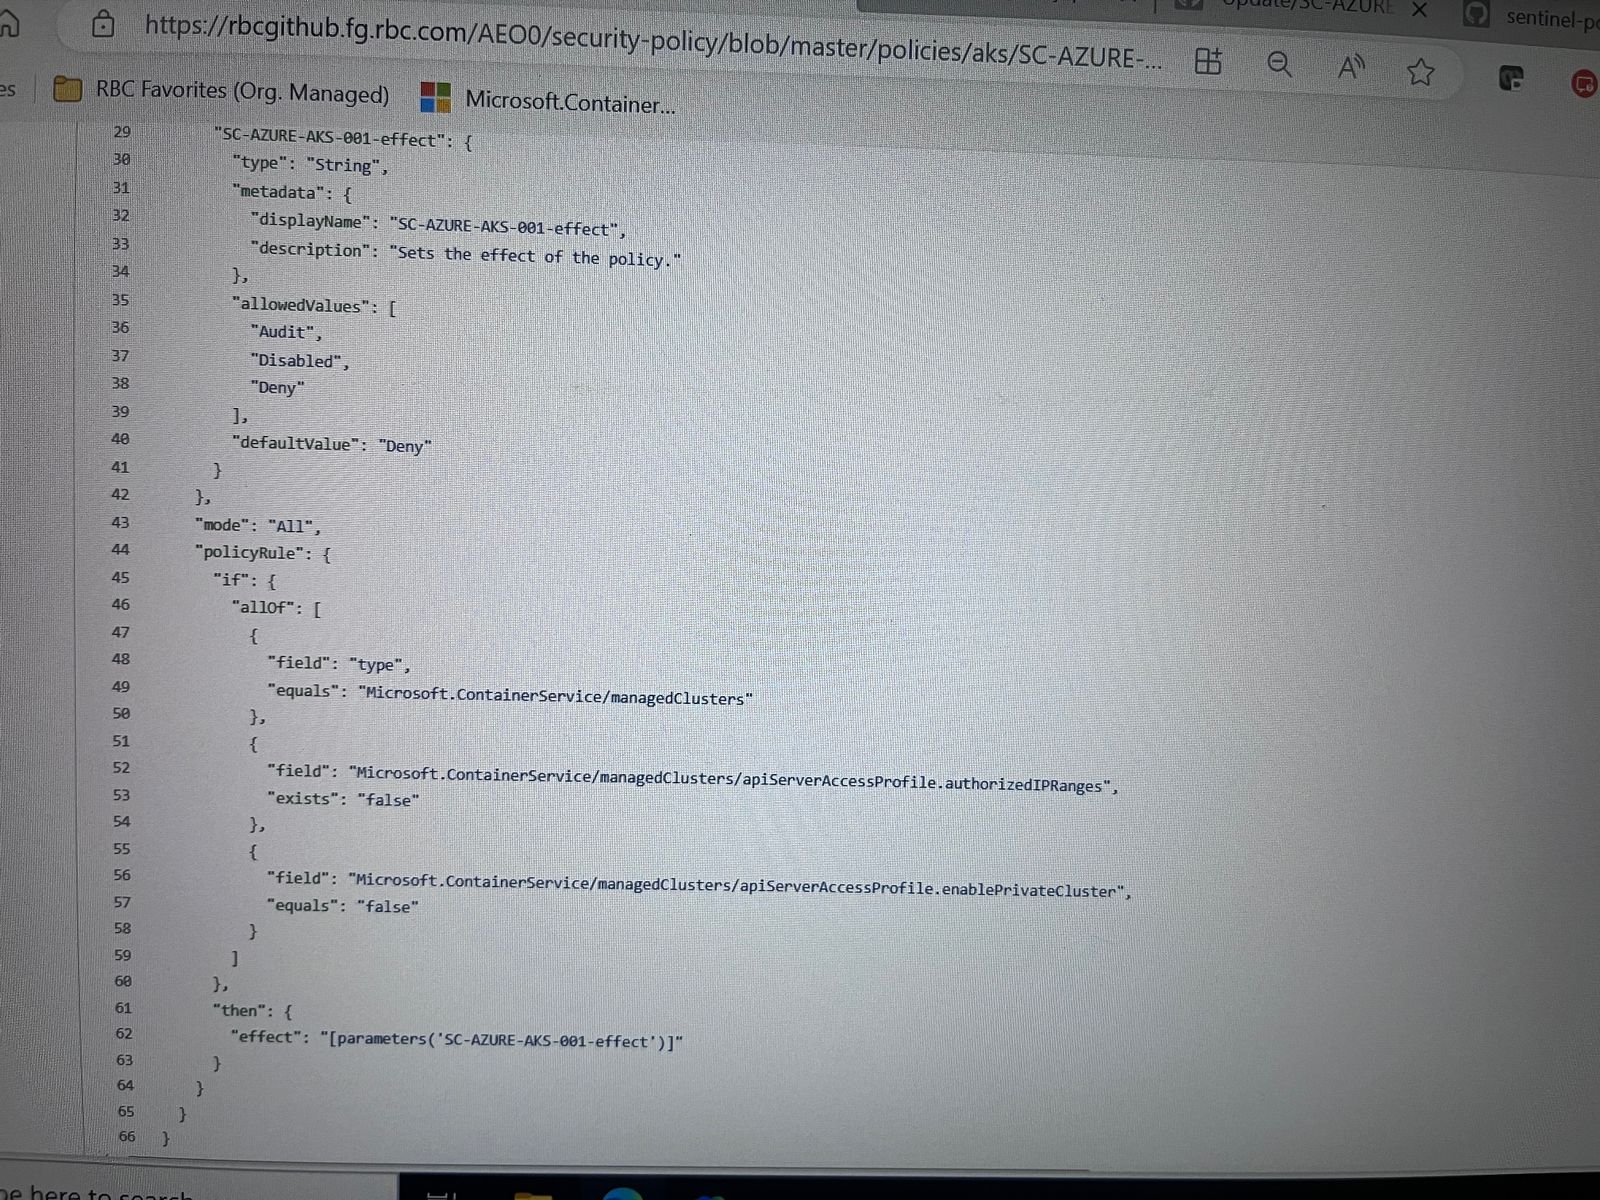 Update/SC-AZURE
sentinel-po
https://rbcgithub.fg.rbc.com/AEO0/security-policy/blob/master/policies/aks/SC-AZURE-...
es
RBC Favorites (Org. Managed)
Microsoft.Container...
29 "SC-AZURE-AKS-001-effect": {
30 "type": "String",
31 "metadata": {
32 "displayName": "SC-AZURE-AKS-001-effect",
33 "description": "Sets the effect of the policy."
34 },
35 "allowedValues": [
36 "Audit",
37 "Disabled",
38 "Deny"
39 ],
40 "defaultValue": "Deny"
41 }
42 },
43 "mode": "All",
44 "policyRule": {
45 "if": {
46 "allOf": [
47 {
48 "field": "type",
49 "equals": "Microsoft.ContainerService/managedClusters"
50 },
51 {
52 "field": "Microsoft.ContainerService/managedClusters/apiServerAccessProfile.authorizedIPRanges",
53 "exists": "false"
54 },
55 {
56 "field": "Microsoft.ContainerService/managedClusters/apiServerAccessProfile.enablePrivateCluster",
57 "equals": "false"
58 }
59 ]
60 },
61 "then": {
62 "effect": "[parameters('SC-AZURE-AKS-001-effect')]"
63 }
64 }
65 }
66 }
pe here to search